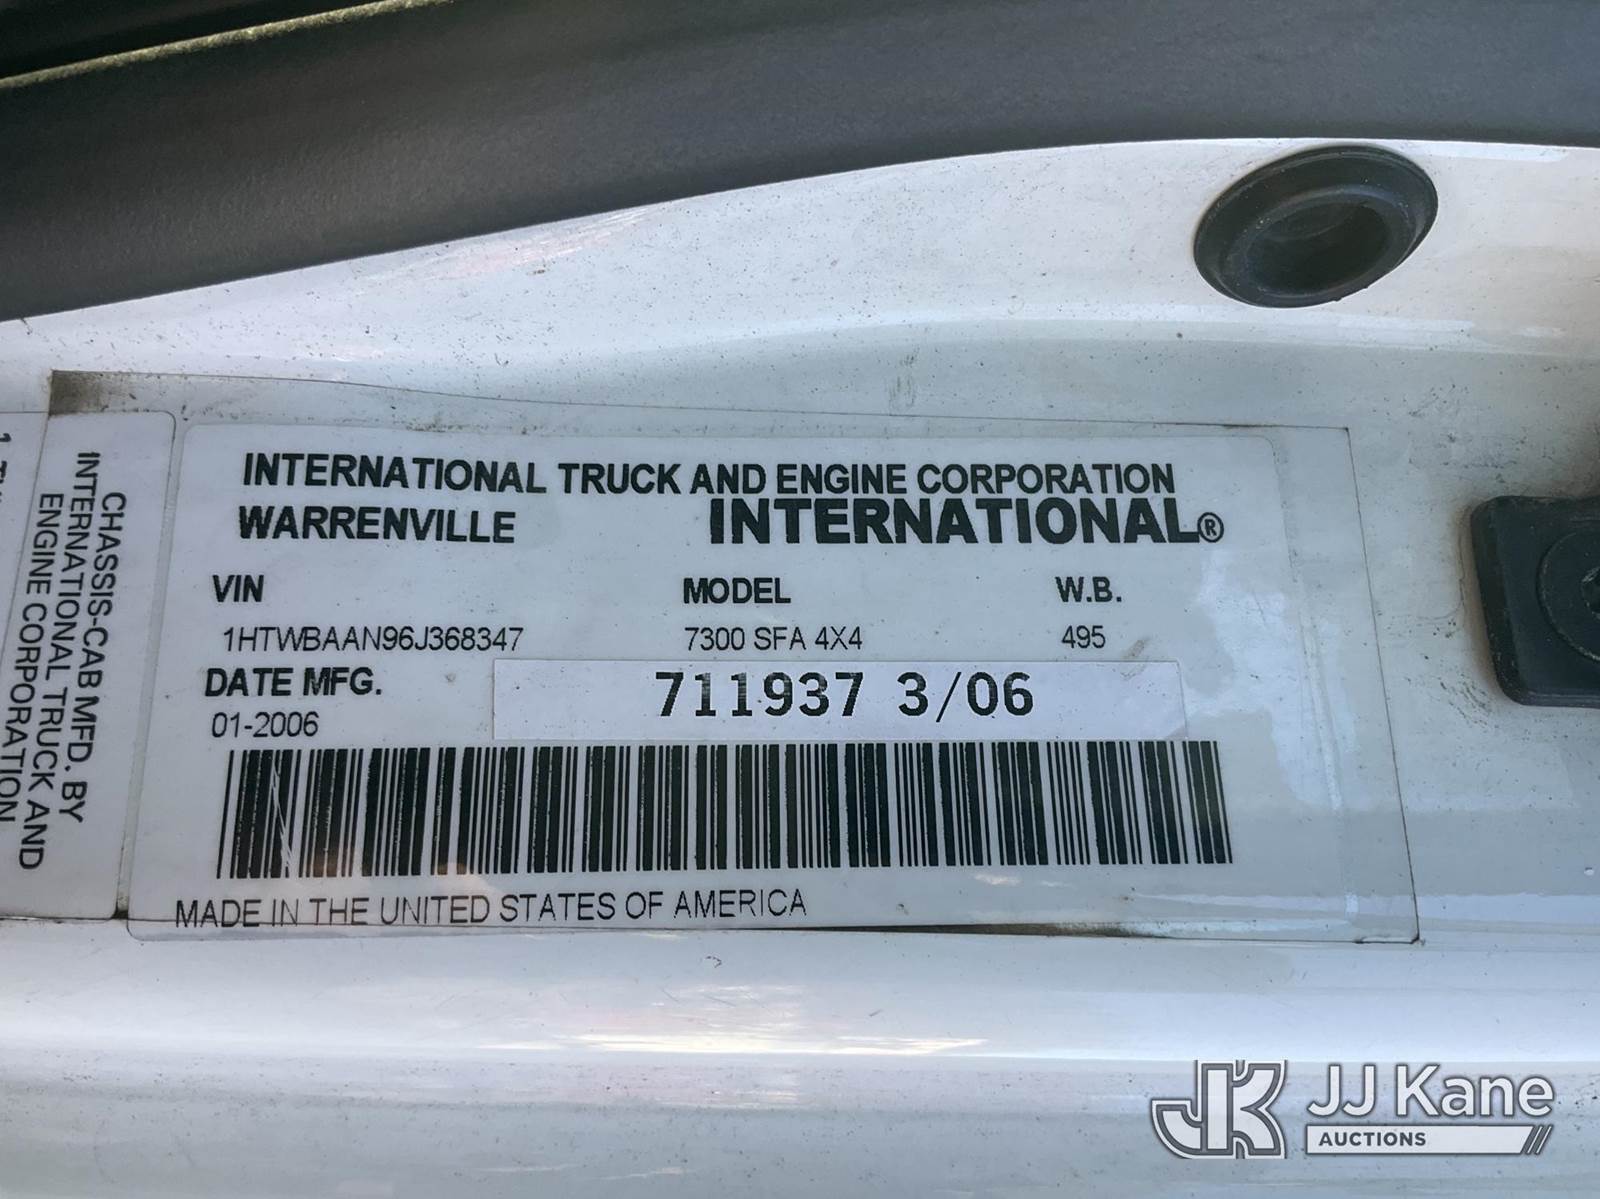 INTERNATIONAL TRUCK AND ENGINE CORPORATION
WARRENVILLE INTERNATIONAL®
VIN MODEL W.B.
1HTWBAAN96J368347 7300 SFA 4X4 495
DATE MFG.
711937 3/06
01-2006
MADE IN THE UNITED STATES OF AMERICA
CHASSIS-CAB MFD. BY
INTERNATIONAL TRUCK AND
ENGINE CORPORATION
JJ Kane
AUCTIONS